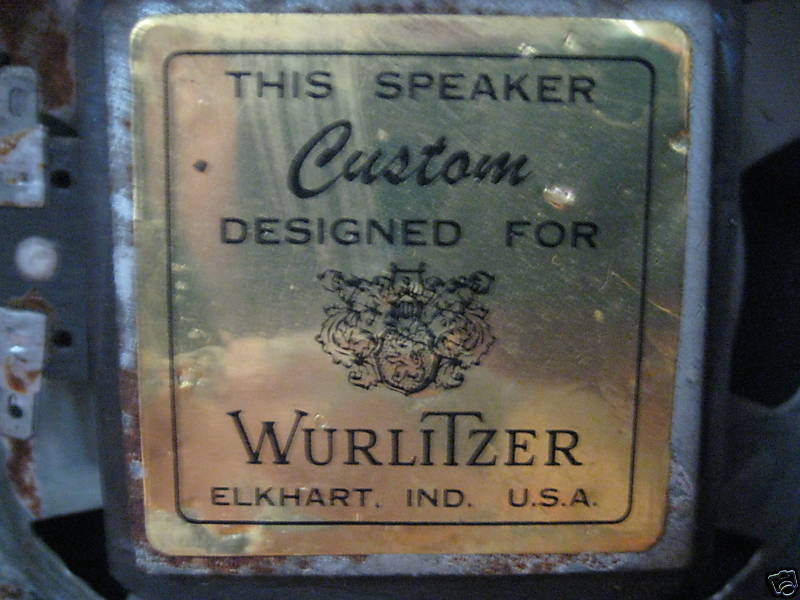 THIS SPEAKER
Custom
DESIGNED FOR
WURLITZER
ELKHART, IND. U.S.A.